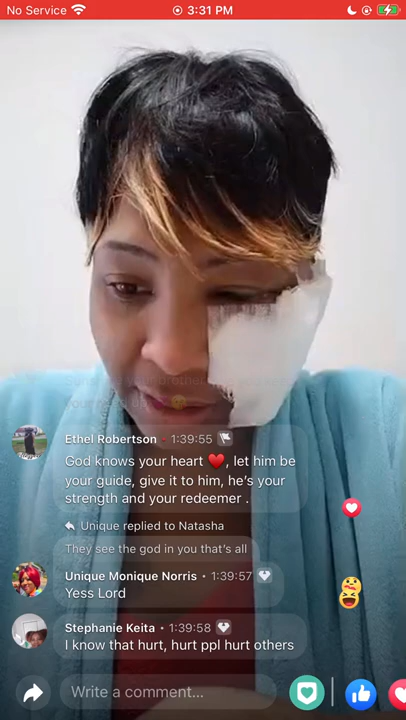 No Service 3:31 PM
Ethel Robertson • 1:39:55
God knows your heart ❤️, let him be
your guide, give it to him, he's your
strength and your redeemer .
Unique replied to Natasha
They see the god in you that's all
Unique Monique Norris • 1:39:57
Yess Lord
Stephanie Keita • 1:39:58
I know that hurt, hurt ppl hurt others
Write a comment...